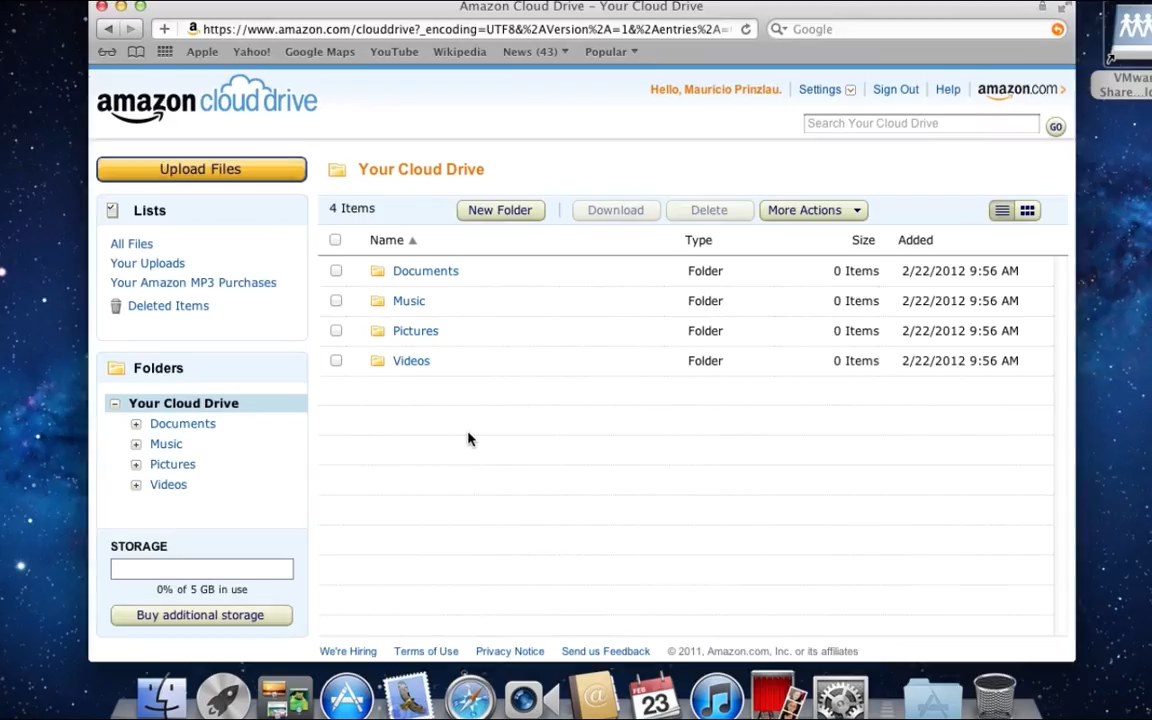 Amazon Cloud Drive – Your Cloud Drive
https://www.amazon.com/clouddrive?_encoding=UTF8&%2AVersion%2A=1&%2Aentries%2A=
Google
Apple Yahoo! Google Maps YouTube Wikipedia News (43) Popular
VMwar
Share...lc
amazon cloud drive
Hello, Mauricio Prinzlau. Settings Sign Out Help amazon.com
Search Your Cloud Drive GO
Upload Files
Your Cloud Drive
Lists
4 Items New Folder Download Delete More Actions
All Files
Your Uploads
Your Amazon MP3 Purchases
Deleted Items
Name Type Size Added
Documents Folder 0 Items 2/22/2012 9:56 AM
Music Folder 0 Items 2/22/2012 9:56 AM
Pictures Folder 0 Items 2/22/2012 9:56 AM
Videos Folder 0 Items 2/22/2012 9:56 AM
Folders
Your Cloud Drive
Documents
Music
Pictures
Videos
STORAGE
0% of 5 GB in use
Buy additional storage
We're Hiring Terms of Use Privacy Notice Send us Feedback © 2011, Amazon.com, Inc. or its affiliates
FEB
23